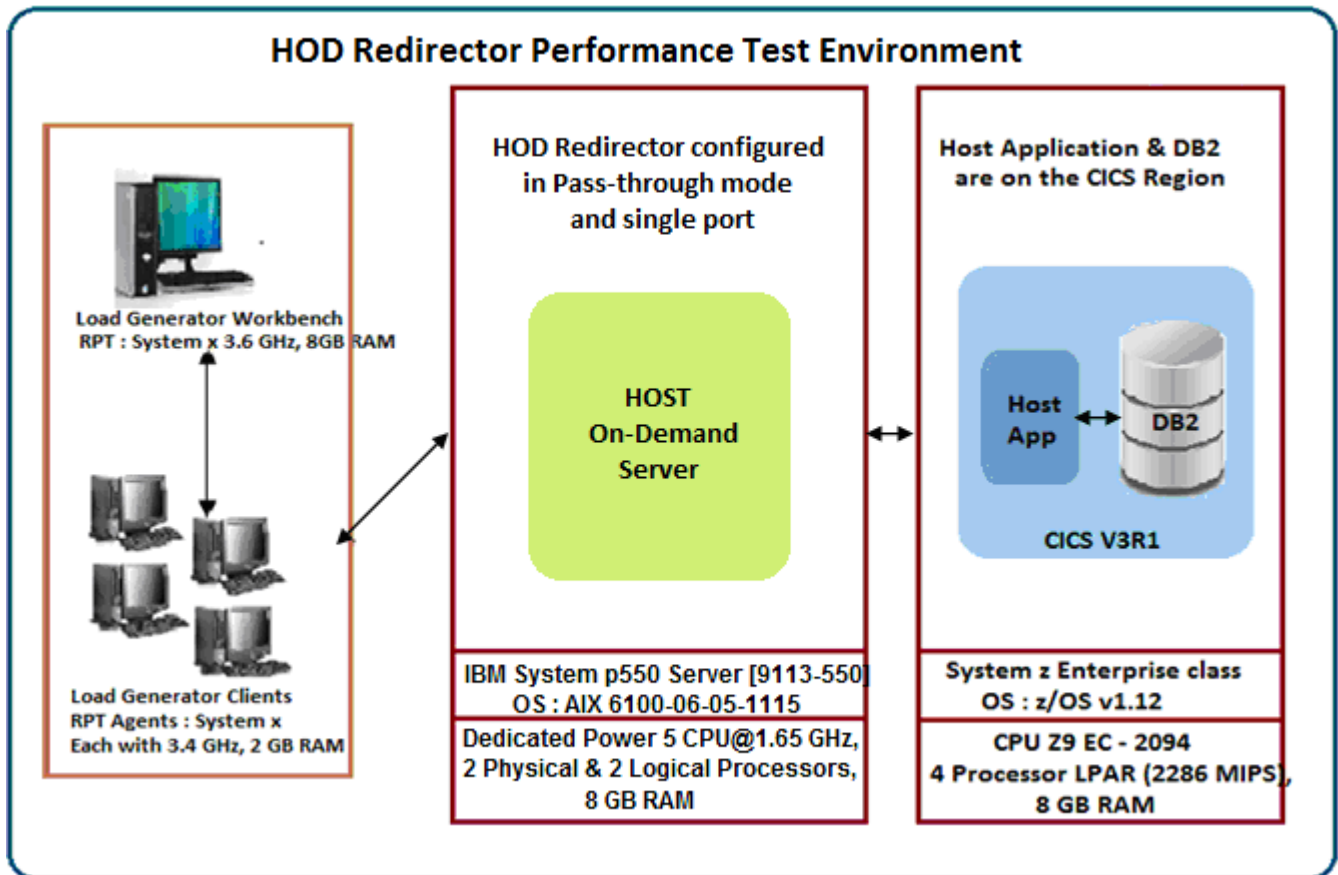 HOD Redirector Performance Test Environment
Load Generator Workbench
RPT : System x 3.6 GHz, 8GB RAM
Load Generator Clients
RPT Agents : System x
Each with 3.4 GHz, 2 GB RAM
HOD Redirector configured
in Pass-through mode
and single port
HOST
On-Demand
Server
IBM System p550 Server [9113-550]
OS : AIX 6100-06-05-1115
Dedicated Power 5 CPU@1.65 GHz,
2 Physical & 2 Logical Processors,
8 GB RAM
Host Application & DB2
are on the CICS Region
Host
App
DB2
CICS V3R1
System z Enterprise class
OS : z/OS v1.12
CPU Z9 EC - 2094
4 Processor LPAR (2286 MIPS),
8 GB RAM